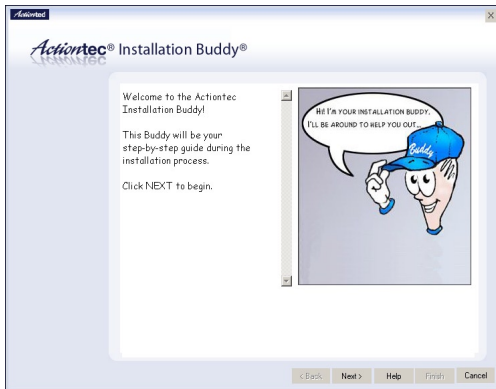 Actiontec
Actiontec® Installation Buddy®
Welcome to the Actiontec
Installation Buddy!
This Buddy will be your
step-by-step guide during the
installation process.
Click NEXT to begin.
Hi! I'M YOUR INSTALLATION BUDDY.
I'LL BE AROUND TO HELP YOU OUT...
Buddy
< Back Next > Help Finish Cancel